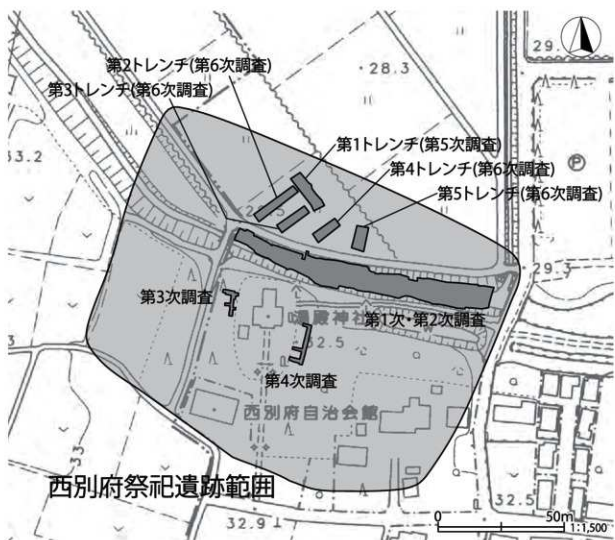 29.
第2トレンチ(第6次調査)
・28.3
第3トレンチ(第6次調査)
第1トレンチ(第5次調査)
第4トレンチ(第6次調査)
第5トレンチ(第6次調査)
33.2
P
29.3
第3次調査
殿神社
第1次・第2次調査
32.5
第4次調査
西別府自治会館
西別府祭祀遺跡範囲
33
32.5
32.9
0 50m
1:1,500